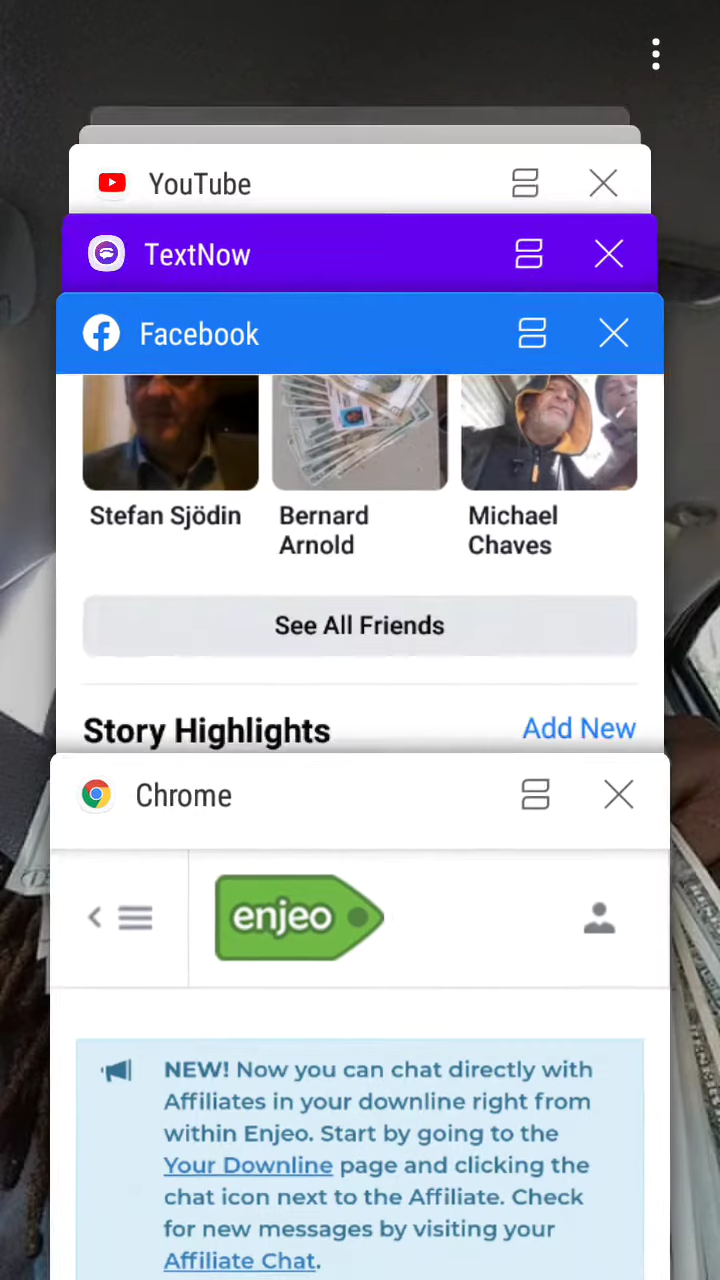 YouTube
TextNow
Facebook
Stefan Sjödin
Bernard
Arnold
Michael
Chaves
See All Friends
Story Highlights
Add New
Chrome
enjeo
NEW! Now you can chat directly with
Affiliates in your downline right from
within Enjeo. Start by going to the
Your Downline page and clicking the
chat icon next to the Affiliate. Check
for new messages by visiting your
Affiliate Chat.